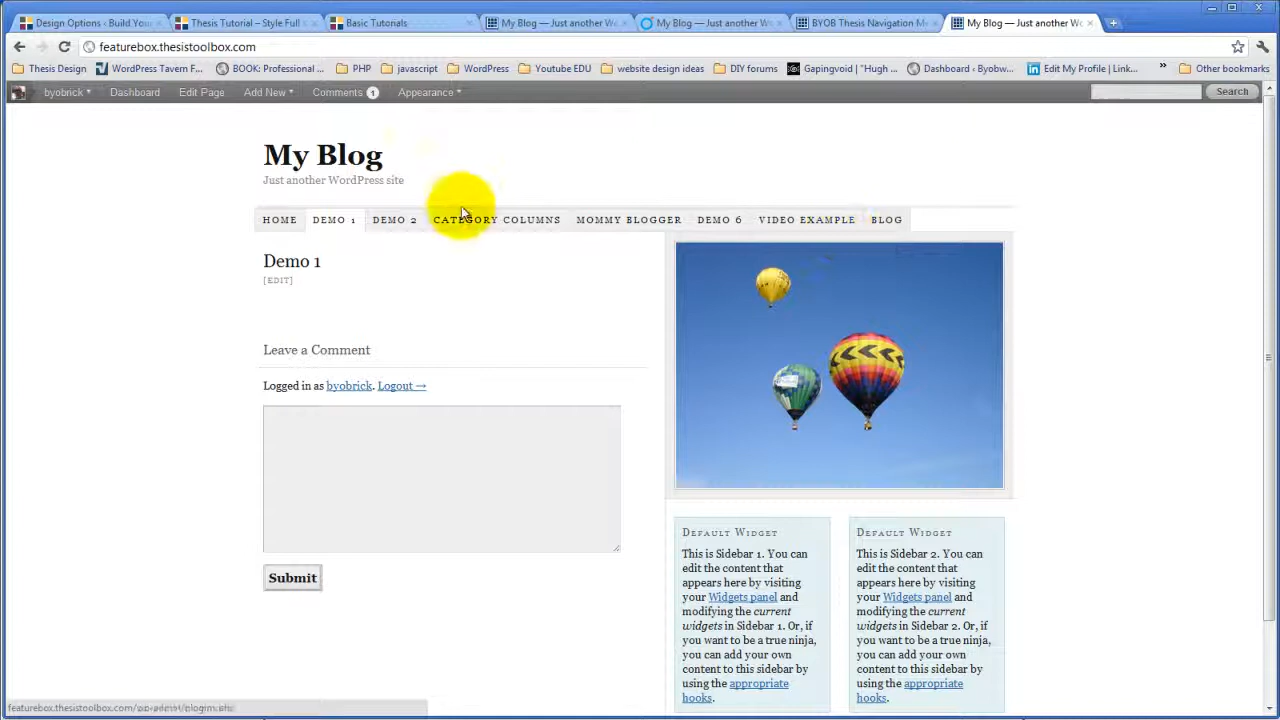 Design Options ‹ Build Your
Thesis Tutorial – Style Full
Basic Tutorials
My Blog — Just another W
My Blog — Just another Wo
BYOB Thesis Navigation M
My Blog — Just another Wo
featurebox.thesistoolbox.com
Thesis Design
WordPress Tavern F...
BOOK: Professional ...
PHP
javascript
WordPress
Youtube EDU
website design ideas
DIY forums
Gapingvoid | "Hugh ...
Dashboard ‹ Byobw...
Edit My Profile | Link...
»
Other bookmarks
byobrick
Dashboard
Edit Page
Add New
Comments 1
Appearance
Search
My Blog
Just another WordPress site
HOME DEMO 1 DEMO 2 CATEGORY COLUMNS MOMMY BLOGGER DEMO 6 VIDEO EXAMPLE BLOG
Demo 1
[EDIT]
Leave a Comment
Logged in as byobrick. Logout →
Submit
Default Widget
This is Sidebar 1. You can
edit the content that
appears here by visiting
your Widgets panel and
modifying the current
widgets in Sidebar 1. Or, if
you want to be a true ninja,
you can add your own
content to this sidebar by
using the appropriate
hooks.
Default Widget
This is Sidebar 2. You can
edit the content that
appears here by visiting
your Widgets panel and
modifying the current
widgets in Sidebar 2. Or, if
you want to be a true ninja,
you can add your own
content to this sidebar by
using the appropriate
hooks.